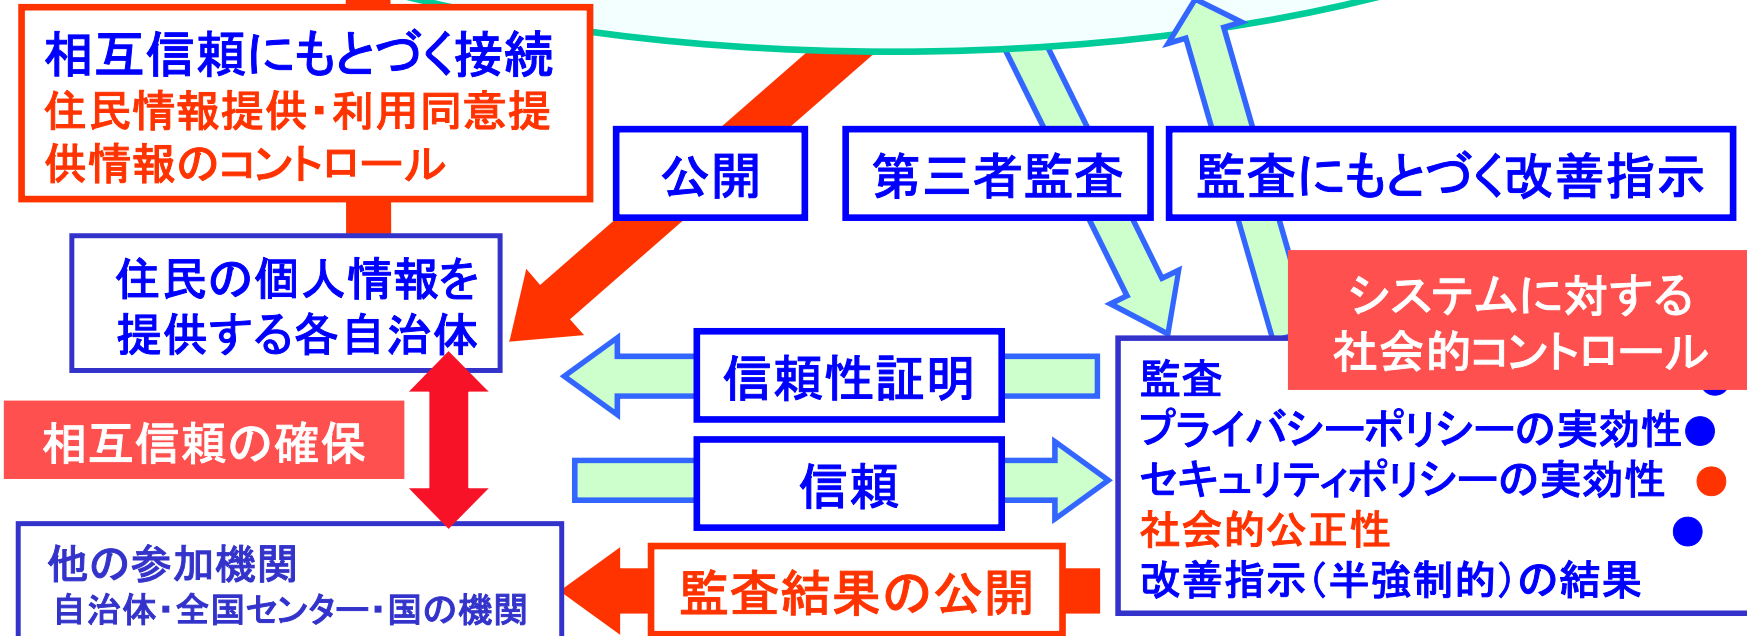 相互信頼にもとづく接続
住民情報提供・利用同意提
供情報のコントロール
公開
第三者監査
監査にもとづく改善指示
住民の個人情報を
提供する各自治体
システムに対する
社会的コントロール
信頼性証明
監査
プライバシーポリシーの実効性
セキュリティポリシーの実効性
社会的公正性
改善指示(半強制的)の結果
相互信頼の確保
信頼
他の参加機関
自治体・全国センター・国の機関
監査結果の公開